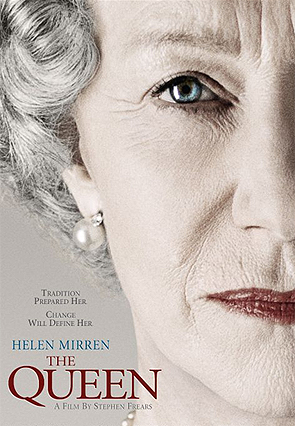 TRADITION
PREPARED HER
CHANGE
WILL DEFINE HER
HELEN MIRREN
THE
QUEEN
A FILM BY STEPHEN FREARS